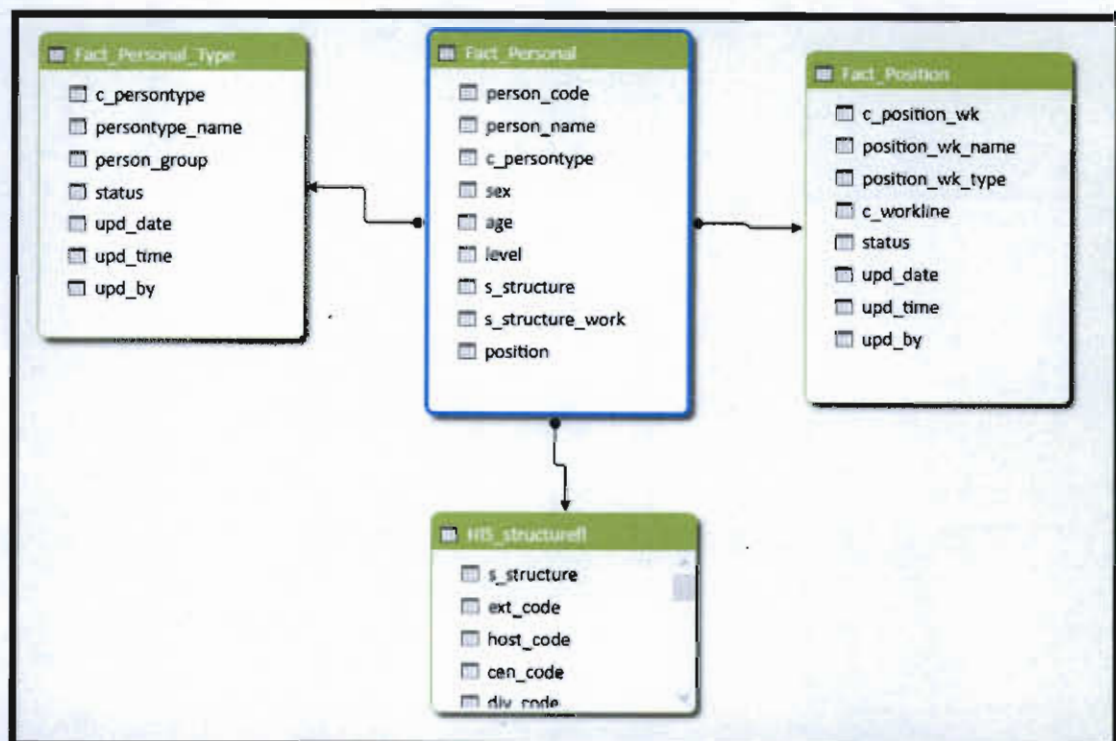 Fact_Personal_Type
c_persontype
persontype_name
person_group
status
upd_date
upd_time
upd_by
Fact_Personal
person_code
person_name
c_persontype
sex
age
level
s_structure
s_structure_work
position
Fact_Position
c_position_wk
position_wk_name
position_wk_type
c_workline
status
upd_date
upd_time
upd_by
s_structure
ext_code
host_code
cen_code
div_code